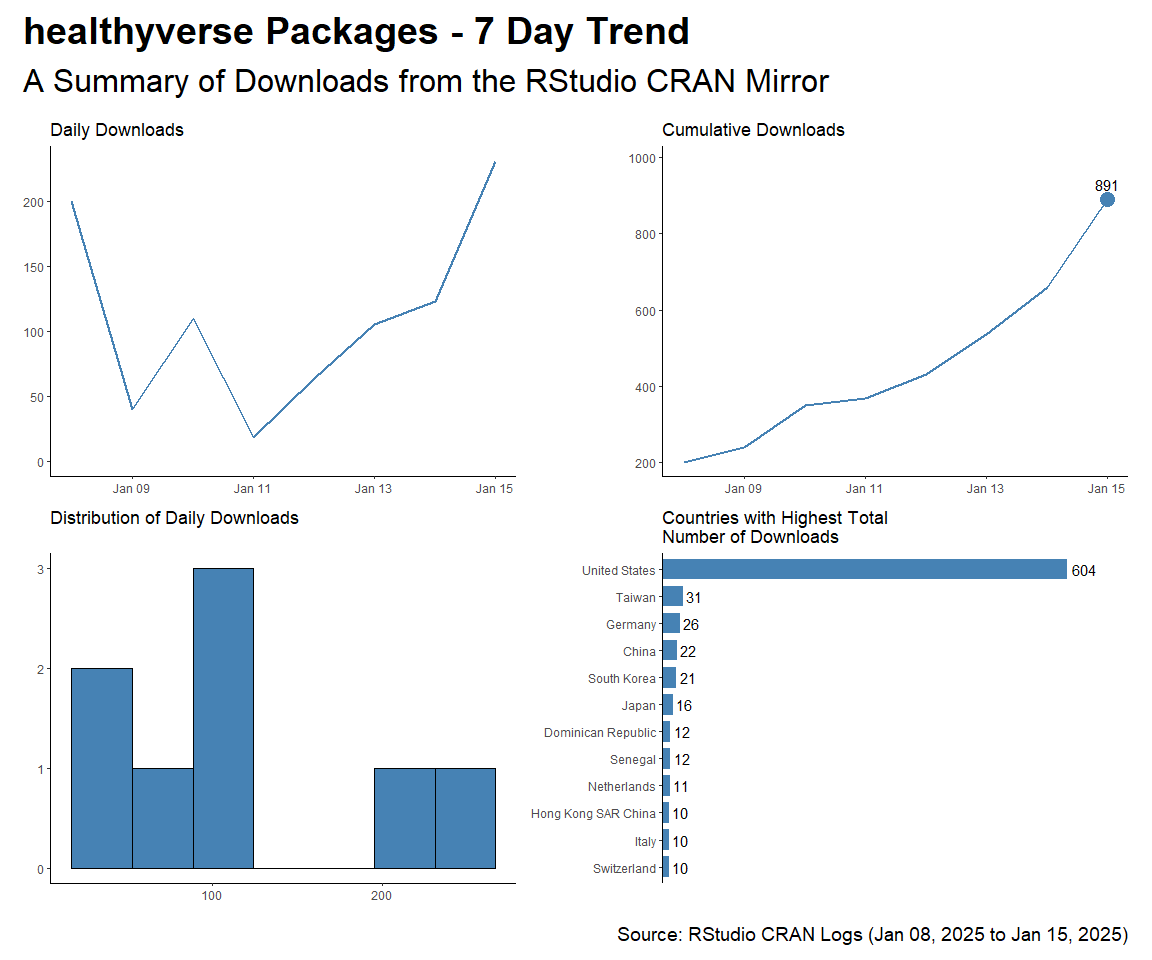 healthyverse Packages - 7 Day Trend
A Summary of Downloads from the RStudio CRAN Mirror
Daily Downloads
200
150
100
50
0
Jan 09
Jan 11
Jan 13
Jan 15
Cumulative Downloads
1000
800
600
400
200
891
Jan 09
Jan 11
Jan 13
Jan 15
Distribution of Daily Downloads
3
2
1
0
100
200
Countries with Highest Total
Number of Downloads
United States 604
Taiwan 31
Germany 26
China 22
South Korea 21
Japan 16
Dominican Republic 12
Senegal 12
Netherlands 11
Hong Kong SAR China 10
Italy 10
Switzerland 10
Source: RStudio CRAN Logs (Jan 08, 2025 to Jan 15, 2025)